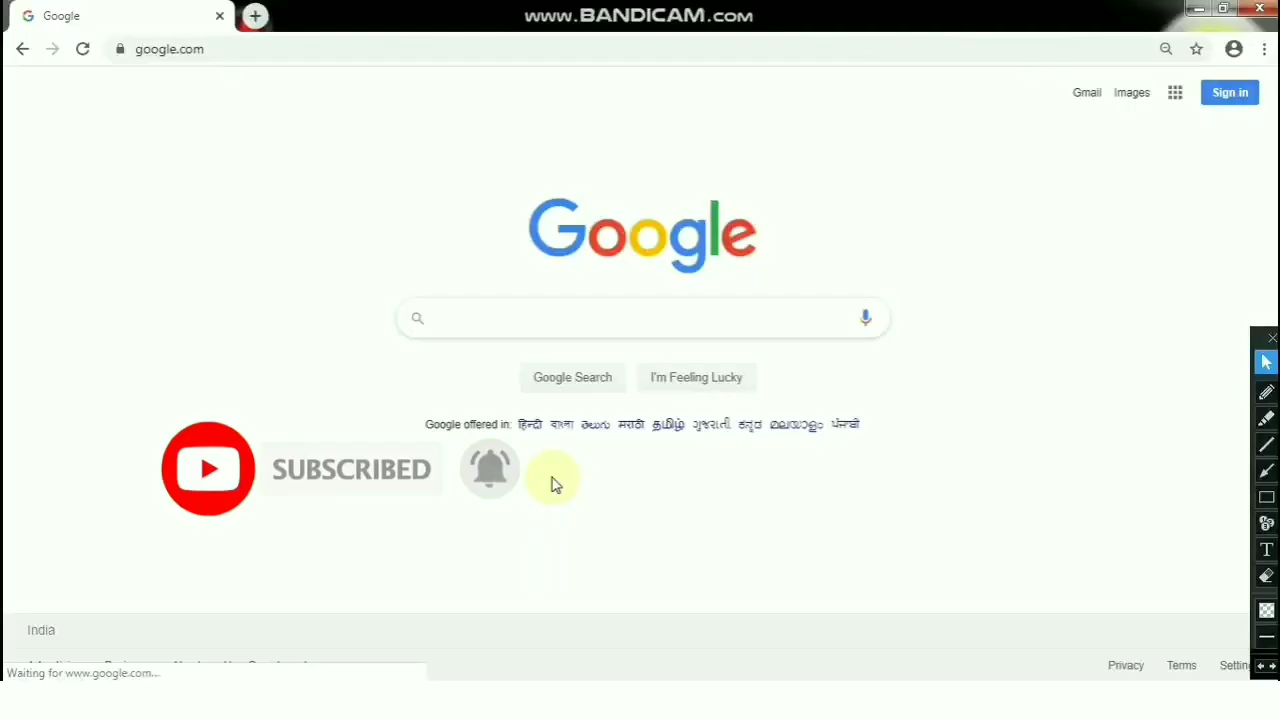 Google
www.BANDICAM.com
google.com
Gmail Images Sign in
Google
Google Search I'm Feeling Lucky
Google offered in: हिन्दी বাংলা తెలుగు मराठी தமிழ் ગુજરાતી ಕನ್ನಡ മലയാളം ਪੰਜਾਬੀ
SUBSCRIBED
India
Privacy Terms
Waiting for www.google.com...
T